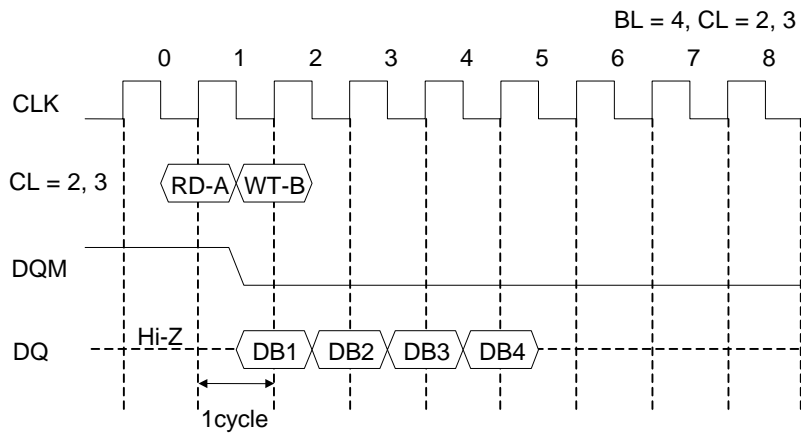 BL = 4, CL = 2, 3
0 1 2 3 4 5 6 7 8
CLK
CL = 2, 3 RD-A WT-B
DQM
Hi-Z
DQ DB1 DB2 DB3 DB4
1cycle